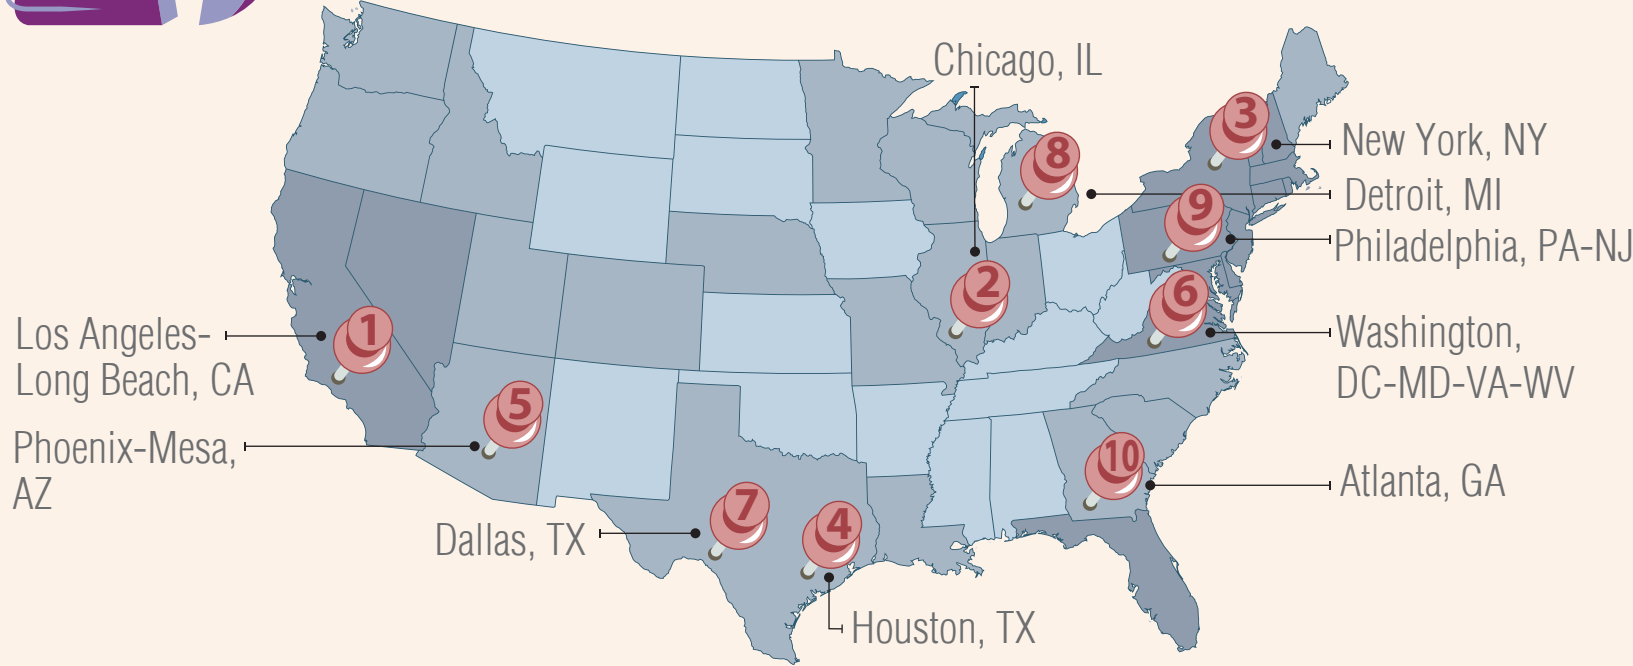 Chicago, IL
3
New York, NY
8
Detroit, MI
9
Philadelphia, PA-NJ
2
6
Los Angeles-
Long Beach, CA
1
Washington,
DC-MD-VA-WV
5
Phoenix-Mesa,
AZ
10
Atlanta, GA
7
4
Dallas, TX
Houston, TX